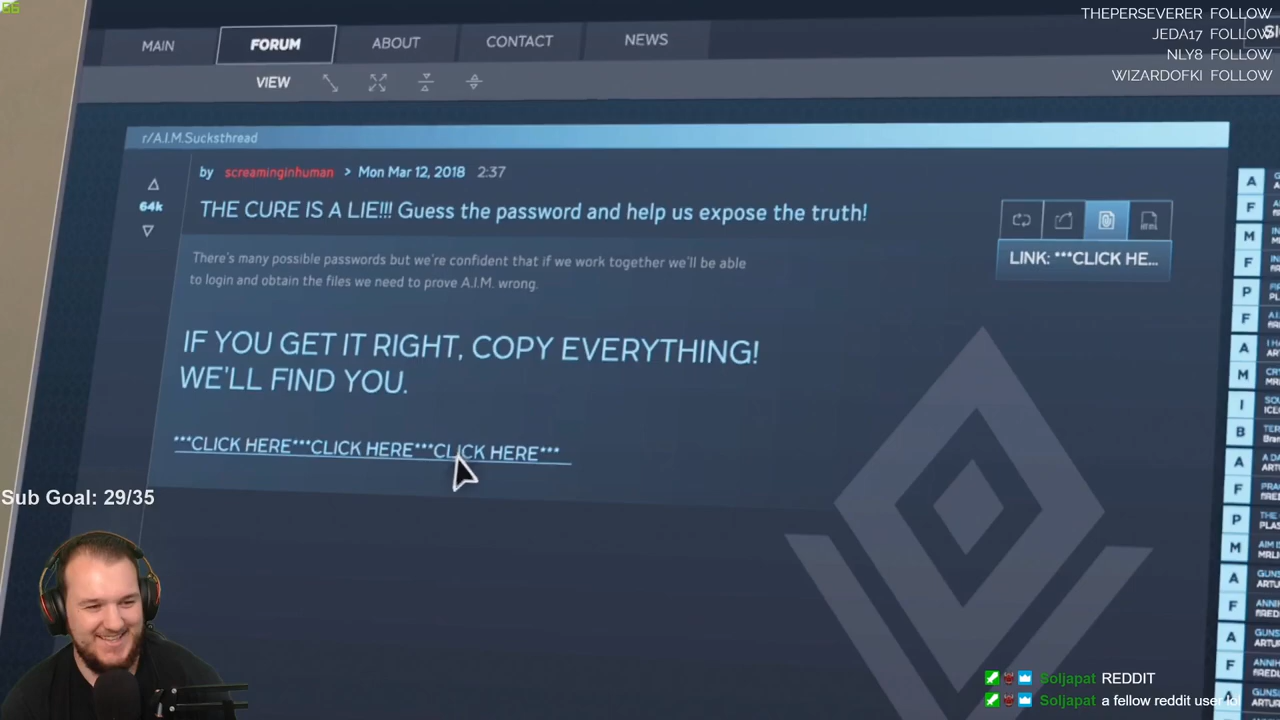 66
THEPERSEVERER FOLLOW
JEDA17 FOLLOW
NLY8 FOLLOW
WIZARDOFKI FOLLOW
MAIN FORUM ABOUT CONTACT NEWS
VIEW
r/A.I.M.Sucksthread
by screaminginhuman > Mon Mar 12, 2018 2:37
64k
THE CURE IS A LIE!!! Guess the password and help us expose the truth!
LINK: ***CLICK HE...
There's many possible passwords but we're confident that if we work together we'll be able
to login and obtain the files we need to prove A.I.M. wrong.
IF YOU GET IT RIGHT, COPY EVERYTHING!
WE'LL FIND YOU.
***CLICK HERE***CLICK HERE***CLICK HERE***
Sub Goal: 29/35
A
F
M
F
P
F
A
M
I
B
A
F
P
M
A
F
A
F
A
Soljapat REDDIT
Soljapat a fellow reddit user lol